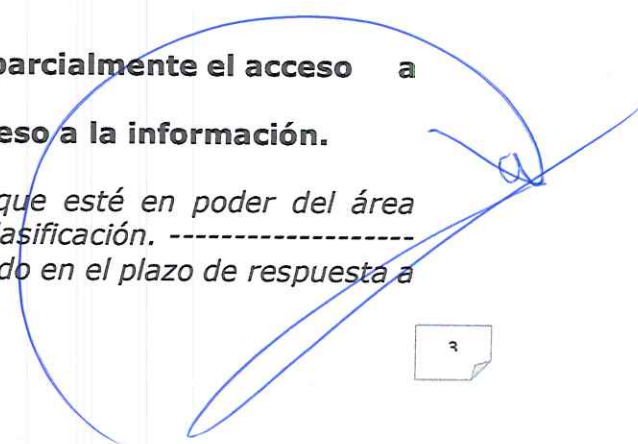 parcialmente el acceso a
eso a la información.
que esté en poder del área
lasificación. -------------------
do en el plazo de respuesta a
3